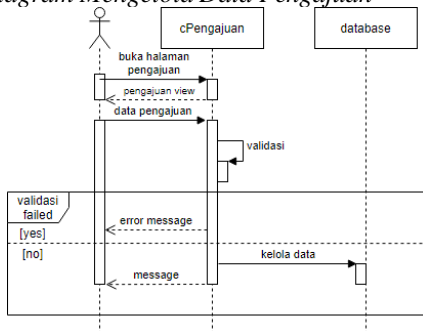 agram Mengelola Data Pengajuan
cPengajuan
database
buka halaman
pengajuan
pengajuan view
data pengajuan
validasi
validasi
failed
error message
[yes]
[no]
kelola data
message